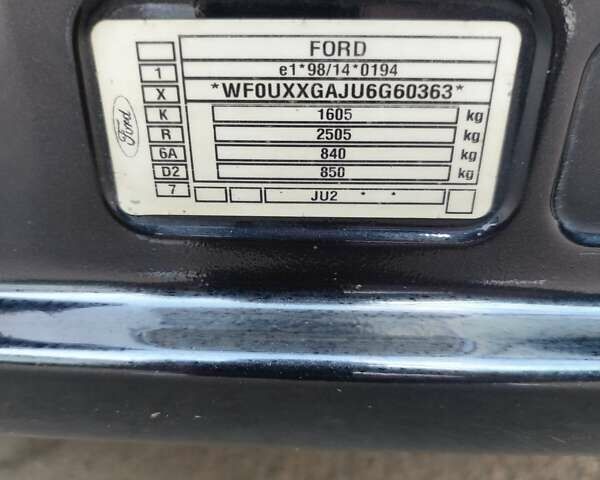 FORD
1 e1*98/14*0194
X *WF0UXXGAJU6G60363*
K 1605 kg
R 2505 kg
6A 840 kg
D2 850 kg
7 JU2 * *
Ford